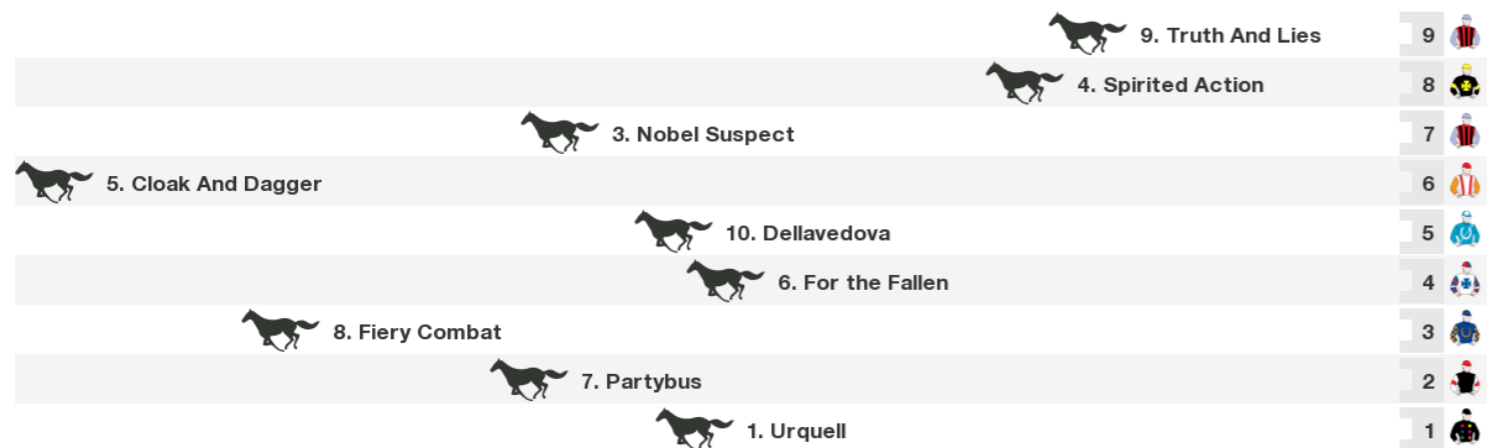 9. Truth And Lies 9
4. Spirited Action 8
3. Nobel Suspect 7
5. Cloak And Dagger 6
10. Dellavedova 5
6. For the Fallen 4
8. Fiery Combat 3
7. Partybus 2
1. Urquell 1